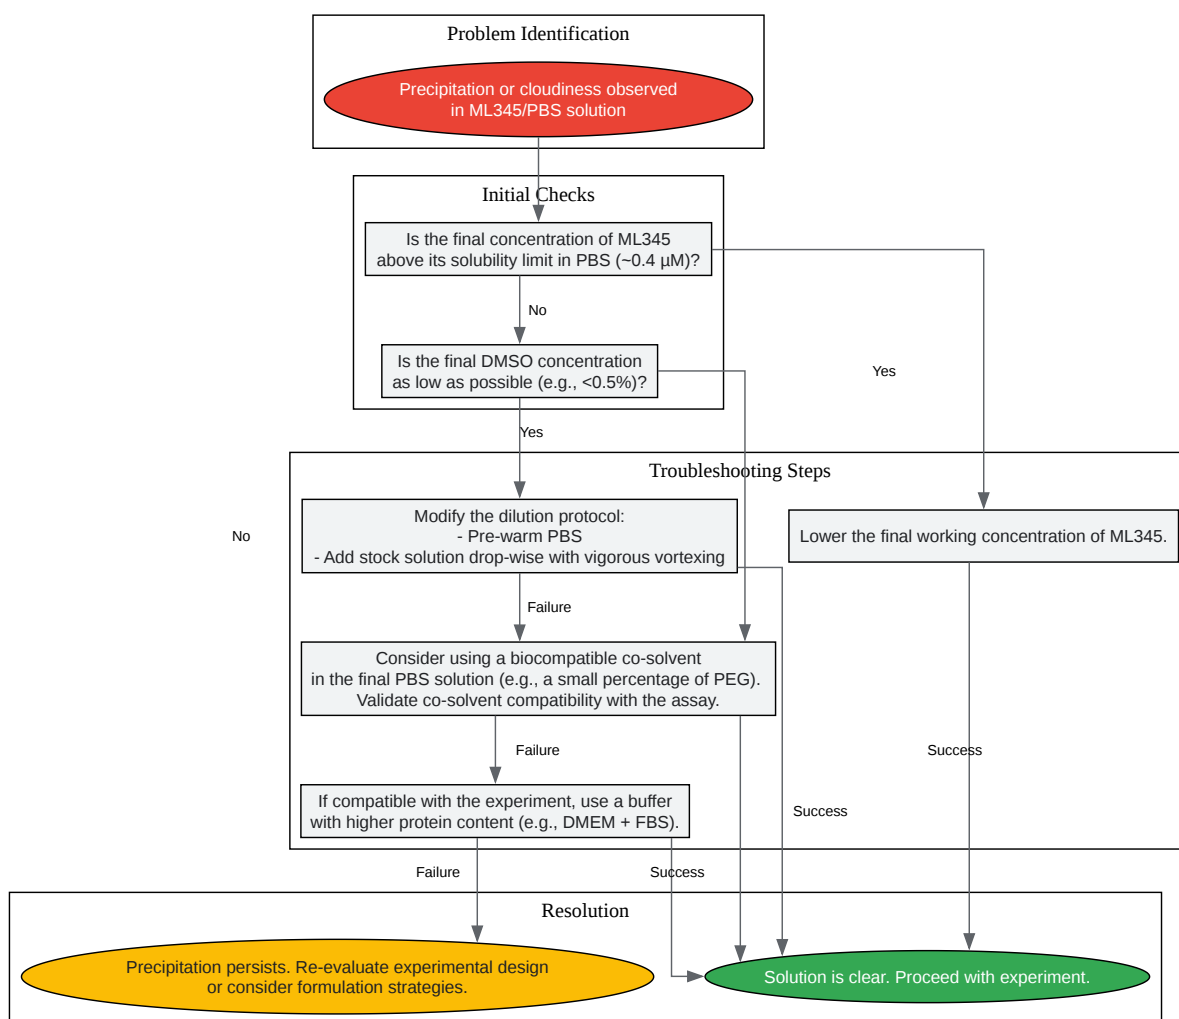 Problem Identification
Precipitation or cloudiness observed
in ML345/PBS solution
Initial Checks
Is the final concentration of ML345
above its solubility limit in PBS (~0.4 µM)?
No
Is the final DMSO concentration
as low as possible (e.g., <0.5%)?
Yes
Yes
Troubleshooting Steps
Modify the dilution protocol:
- Pre-warm PBS
- Add stock solution drop-wise with vigorous vortexing
Lower the final working concentration of ML345.
No
Failure
Consider using a biocompatible co-solvent
in the final PBS solution (e.g., a small percentage of PEG).
Validate co-solvent compatibility with the assay.
Failure
Success
If compatible with the experiment, use a buffer
with higher protein content (e.g., DMEM + FBS).
Success
Failure
Success
Resolution
Precipitation persists. Re-evaluate experimental design
or consider formulation strategies.
Solution is clear. Proceed with experiment.